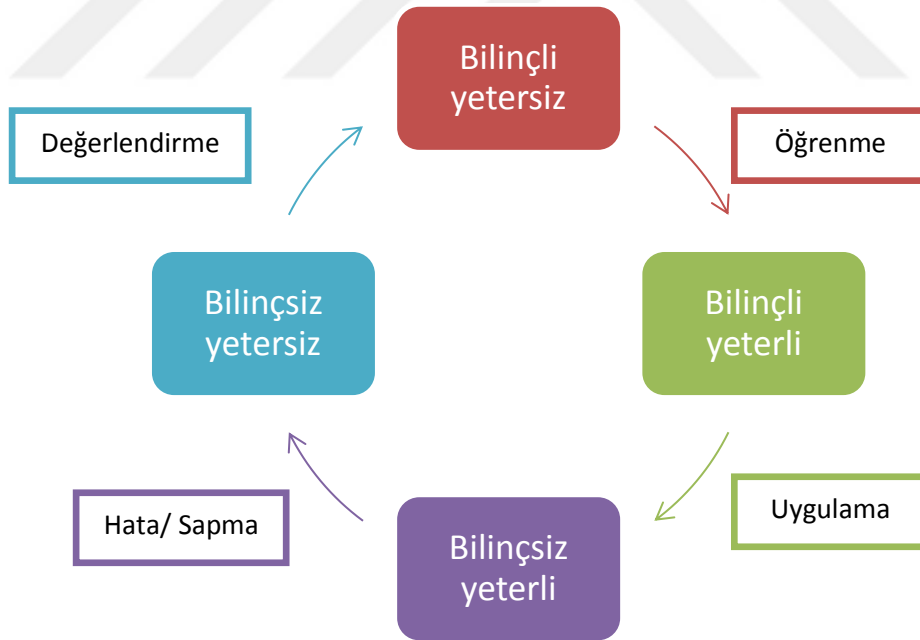 Bilinçli
yetersiz
Değerlendirme
Öğrenme
Bilinçsiz
yetersiz
Bilinçli
yeterli
Hata/ Sapma
Uygulama
Bilinçsiz
yeterli